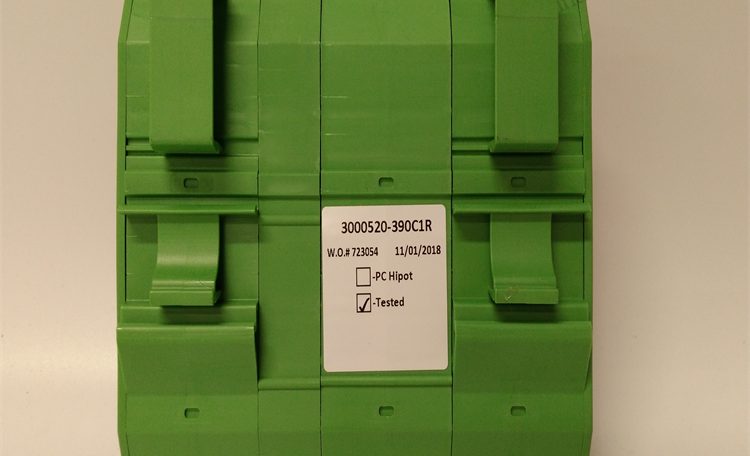 3000520-390C1R
W.O.# 723054 11/01/2018
-PC Hipot
-Tested